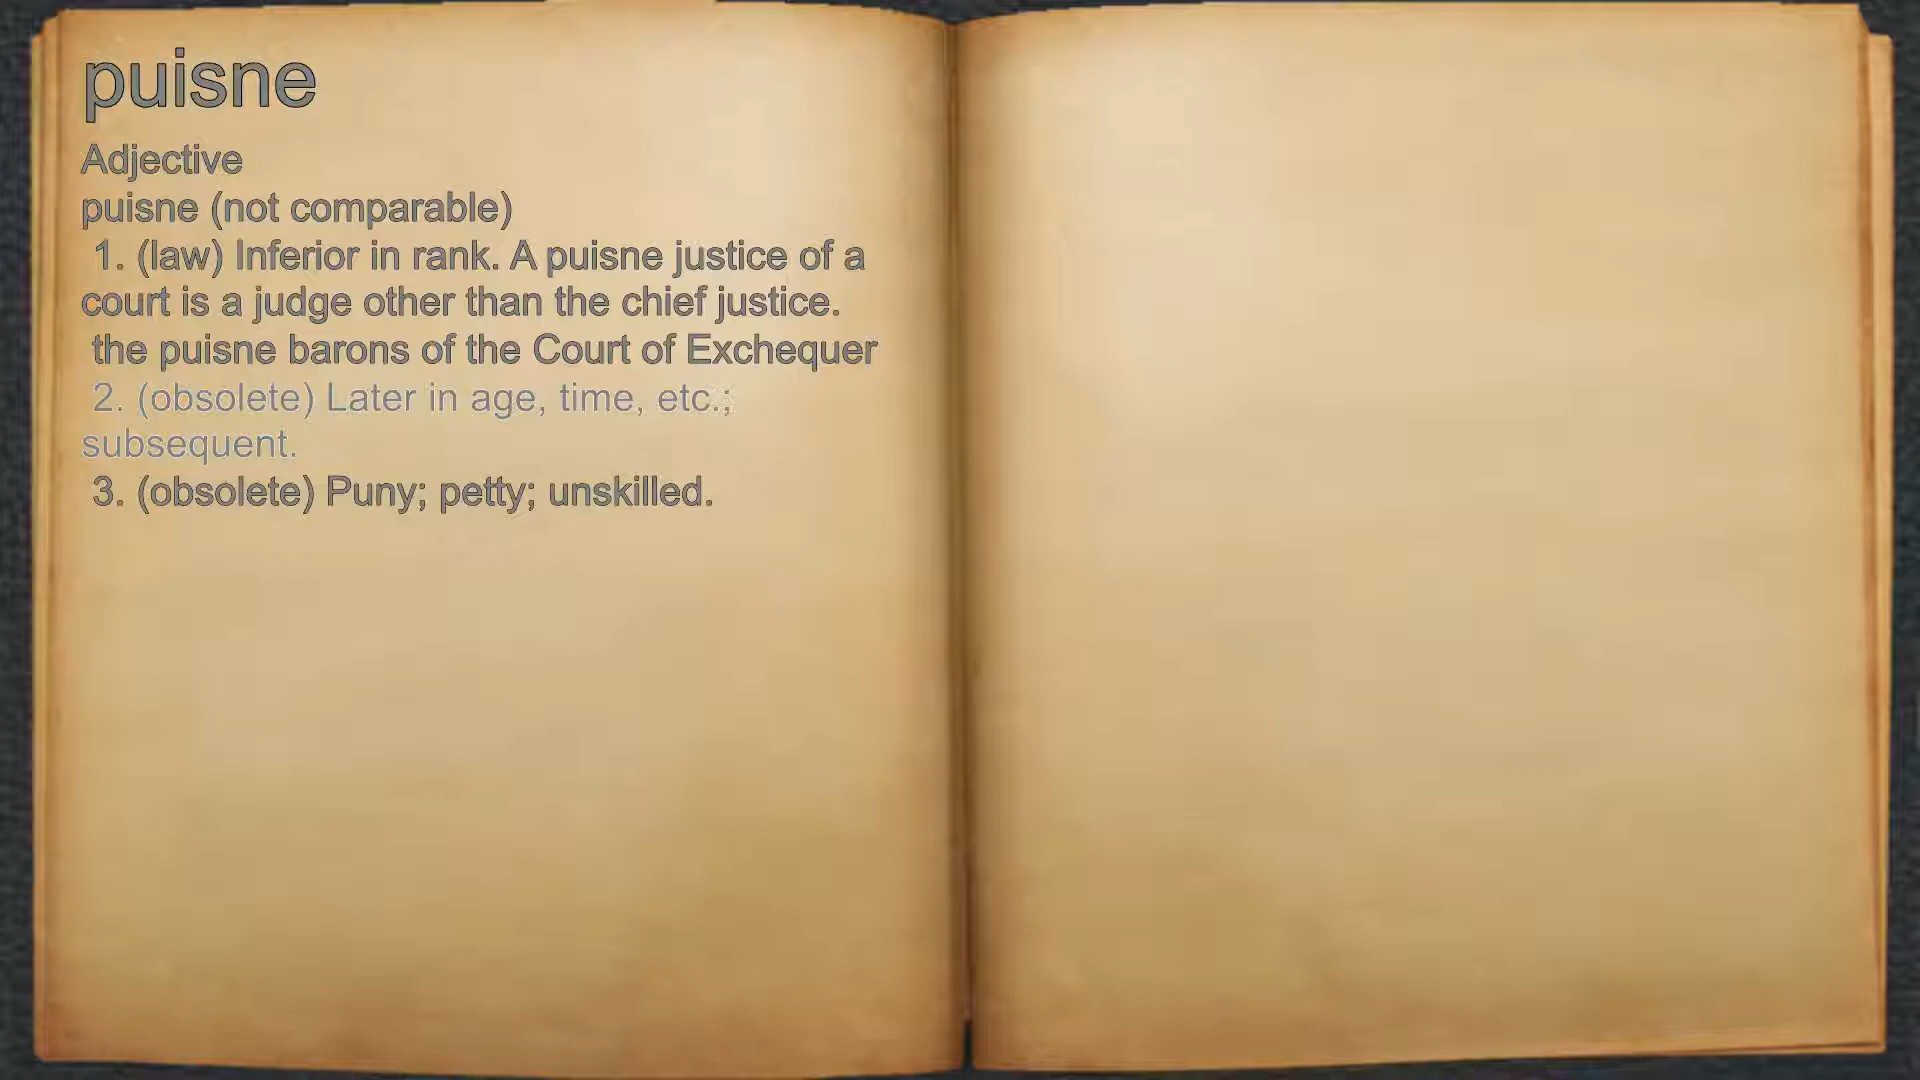 puisne
Adjective
puisne (not comparable)
1. (law) Inferior in rank. A puisne justice of a
court is a judge other than the chief justice.
the puisne barons of the Court of Exchequer
2. (obsolete) Later in age, time, etc.;
subsequent.
3. (obsolete) Puny; petty; unskilled.